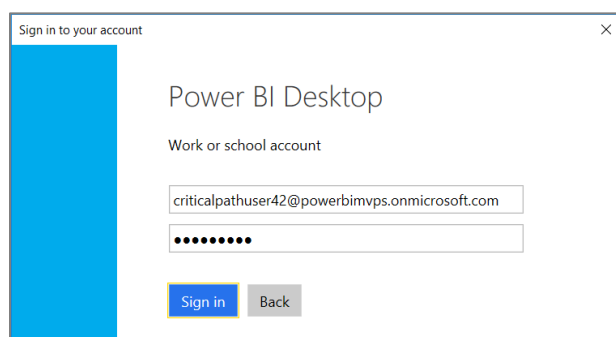 Sign in to your account
Power BI Desktop
Work or school account
criticalpathuser42@powerbimvps.onmicrosoft.com
●●●●●●●●●
Sign in Back